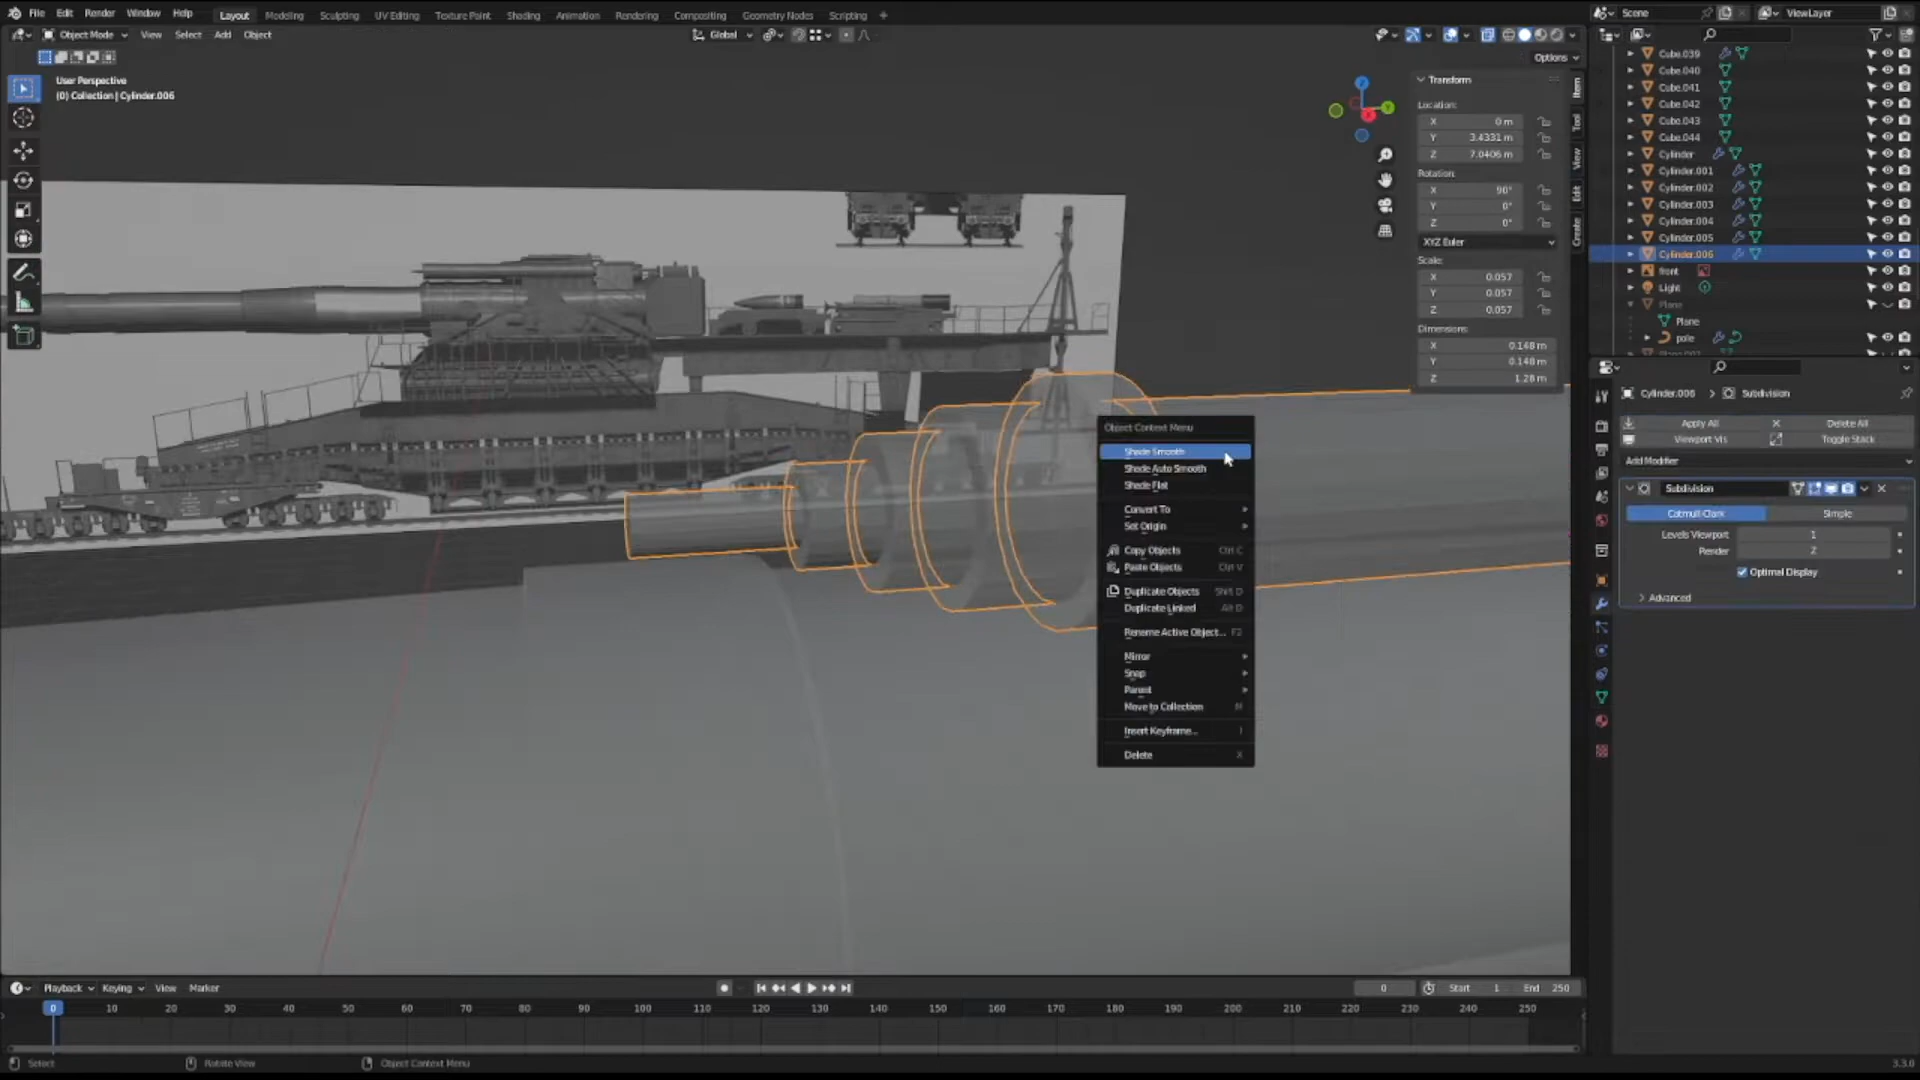 File Edit Render Window Help Layout Modeling Sculpting UV Editing Texture Paint Shading Animation Rendering Compositing Geometry Nodes Scripting +
Scene ViewLayer
Object Mode View Select Add Object Global
Options
User Perspective
(0) Collection | Cylinder.006
Transform
Location:
X 0 m
Y 3.4331 m
Z 7.0406 m
Rotation:
X 90°
Y 0°
Z 0°
XYZ Euler
Scale:
X 0.057
Y 0.057
Z 0.057
Dimensions:
X 0.148 m
Y 0.148 m
Z 1.28 m
Item
Tool
View
Edit
Create
Z
Y
X
Cube.039
Cube.040
Cube.041
Cube.042
Cube.043
Cube.044
Cylinder
Cylinder.001
Cylinder.002
Cylinder.003
Cylinder.004
Cylinder.005
Cylinder.006
front
Light
Plane
Plane
pole
Cylinder.006 > Subdivision
Apply All Delete All
Viewport Vis Toggle Stack
Add Modifier
Subdivision
Catmull-Clark Simple
Levels Viewport 1
Render 2
Optimal Display
Advanced
Object Context Menu
Shade Smooth
Shade Auto Smooth
Shade Flat
Convert To
Set Origin
Copy Objects Ctrl C
Paste Objects Ctrl V
Duplicate Objects Shift D
Duplicate Linked Alt D
Rename Active Object... F2
Mirror
Snap
Parent
Move to Collection M
Insert Keyframe... I
Delete X
Playback Keying View Marker 0 Start 1 End 250
0 10 20 30 40 50 60 70 80 90 100 110 120 130 140 150 160 170 180 190 200 210 220 230 240 250
Select Rotate View Object Context Menu 3.3.0